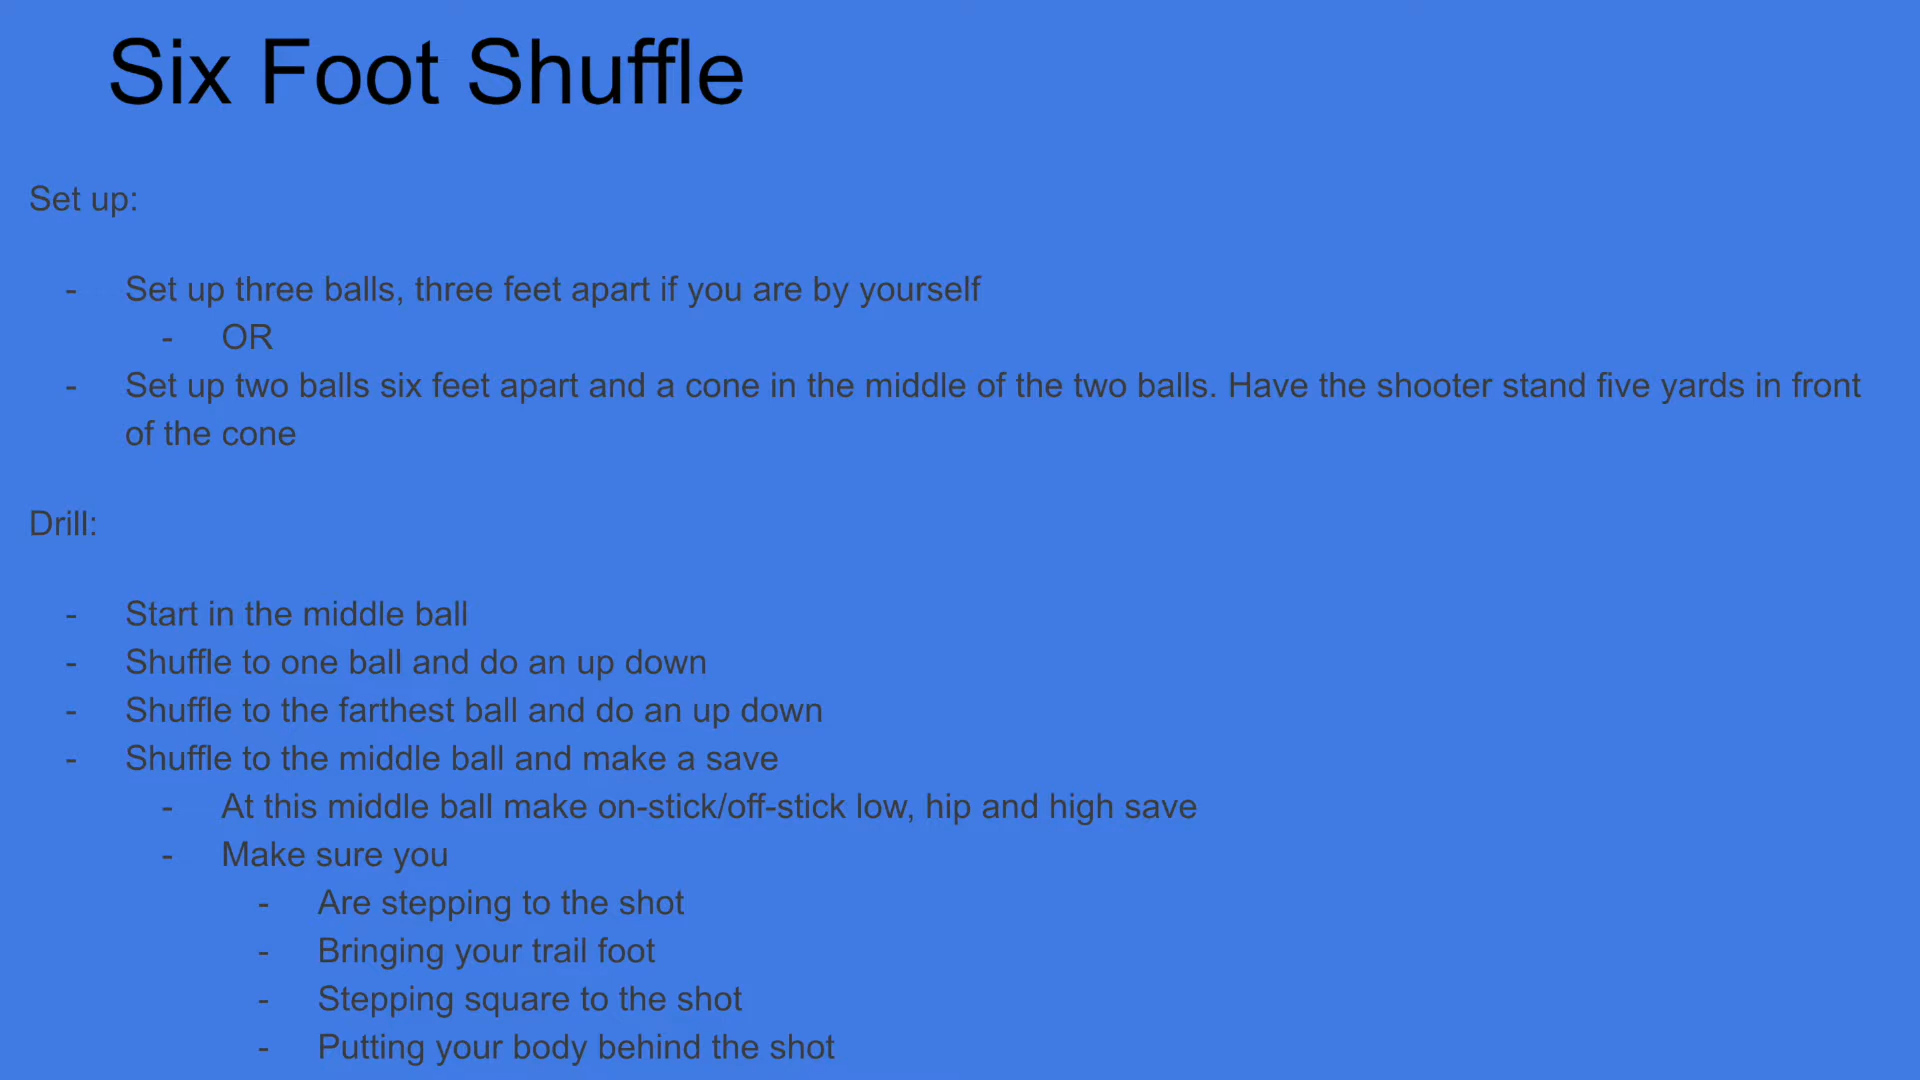 Six Foot Shuffle
Set up:
- Set up three balls, three feet apart if you are by yourself
- OR
- Set up two balls six feet apart and a cone in the middle of the two balls. Have the shooter stand five yards in front
of the cone
Drill:
- Start in the middle ball
- Shuffle to one ball and do an up down
- Shuffle to the farthest ball and do an up down
- Shuffle to the middle ball and make a save
- At this middle ball make on-stick/off-stick low, hip and high save
- Make sure you
- Are stepping to the shot
- Bringing your trail foot
- Stepping square to the shot
- Putting your body behind the shot